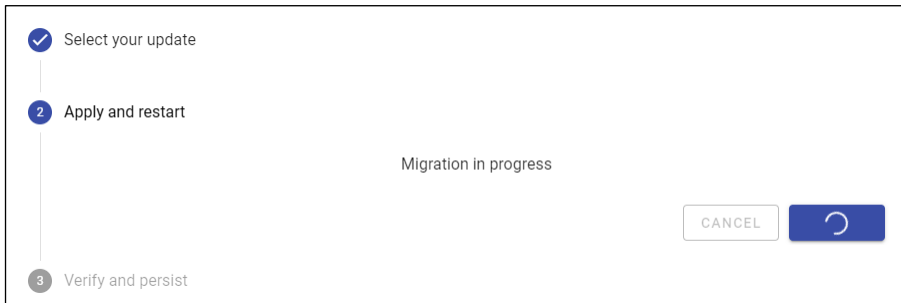 Select your update
2 Apply and restart
Migration in progress
CANCEL
3 Verify and persist